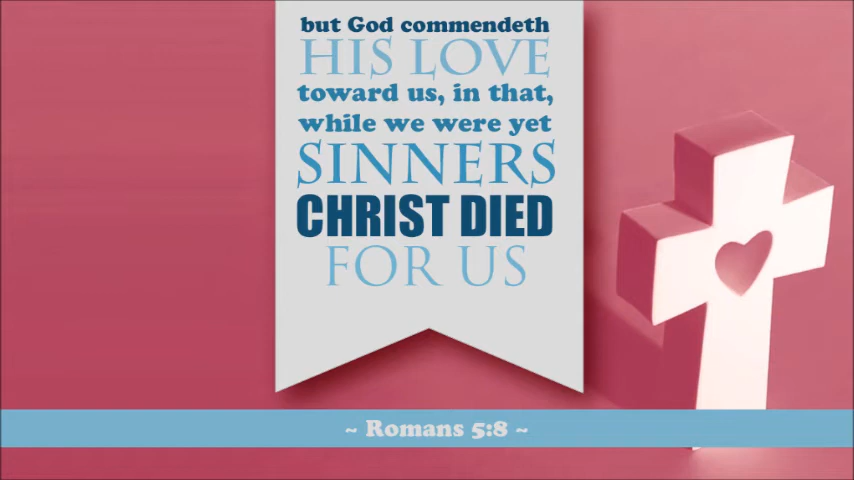 but God commendeth
HIS LOVE
toward us, in that,
while we were yet
SINNERS
CHRIST DIED
FOR US
~ Romans 5:8 ~